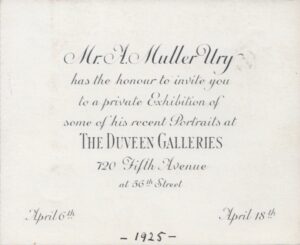 Mr. A. Muller Ury
has the honour to invite you
to a private Exhibition of
some of his recent Portraits at
THE DUVEEN GALLERIES
720 Fifth Avenue
at 56th Street
April 6th April 18th
- 1925 -